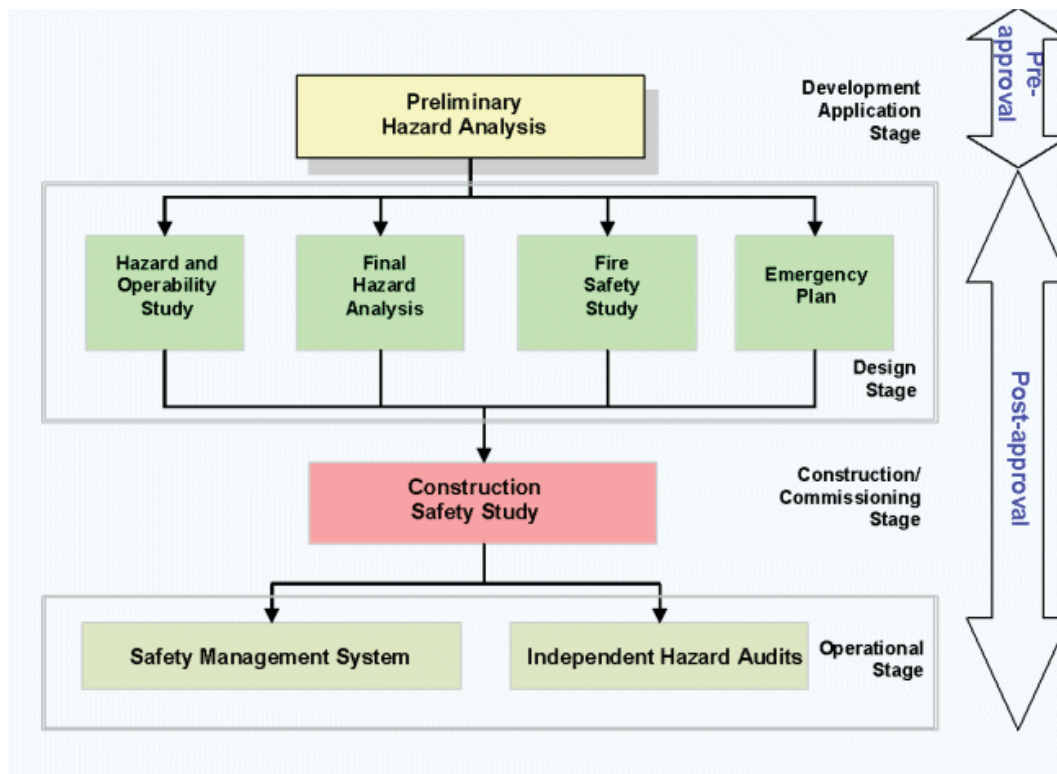 Preliminary
Hazard Analysis
Development
Application
Stage
Pre-
approval
Hazard and
Operability
Study
Final
Hazard
Analysis
Fire
Safety
Study
Emergency
Plan
Design
Stage
Post-approval
Construction
Safety Study
Construction/
Commissioning
Stage
Safety Management System
Independent Hazard Audits
Operational
Stage